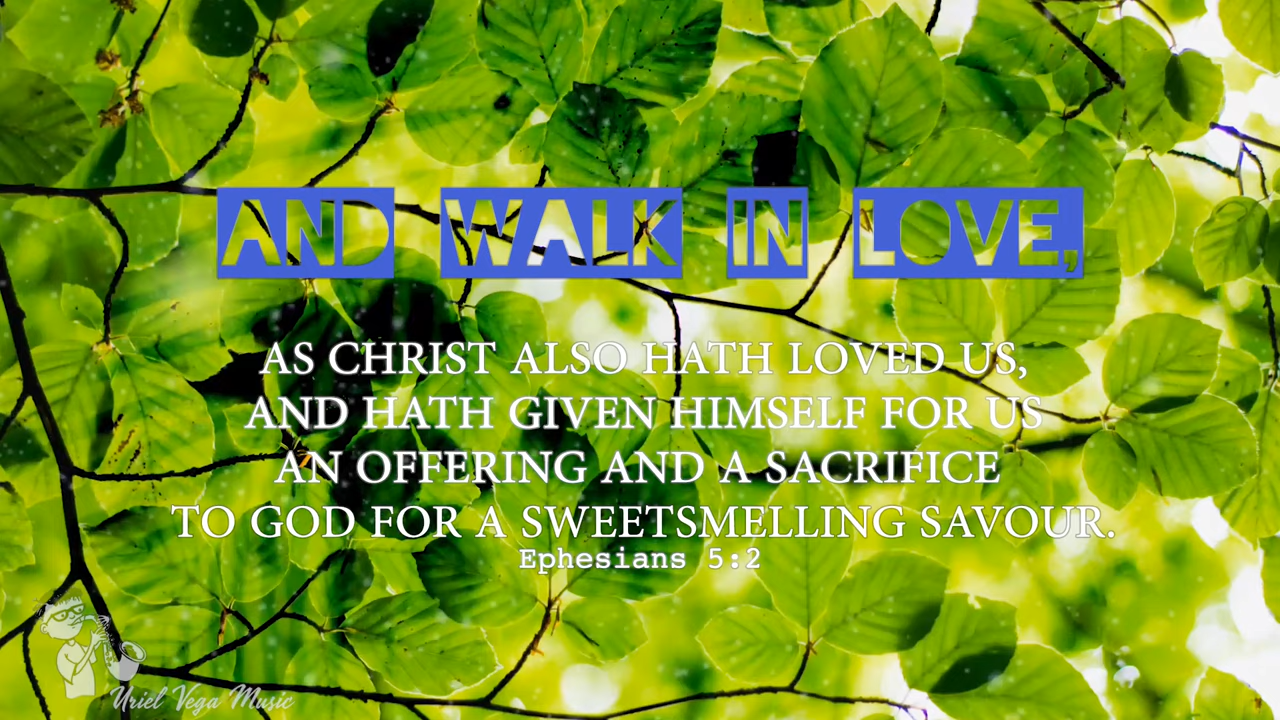 AND WALK IN LOVE,
AS CHRIST ALSO HATH LOVED US,
AND HATH GIVEN HIMSELF FOR US
AN OFFERING AND A SACRIFICE
TO GOD FOR A SWEETSMELLING SAVOUR.
Ephesians 5:2
Uriel Vega Music